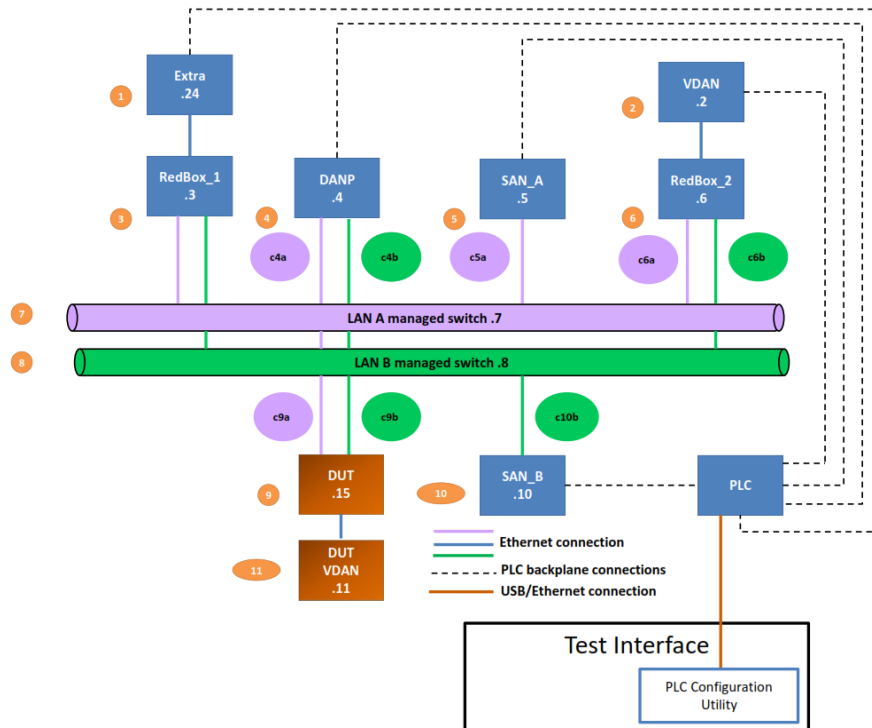 Extra
.24
1
VDAN
.2
2
RedBox_1
.3
3
DANP
.4
4
SAN_A
.5
5
RedBox_2
.6
6
c4a
c4b
c5a
c6a
c6b
7
LAN A managed switch .7
8
LAN B managed switch .8
c9a
c9b
c10b
DUT
.15
9
10
SAN_B
.10
PLC
DUT
VDAN
.11
11
Ethernet connection
PLC backplane connections
USB/Ethernet connection
Test Interface
PLC Configuration
Utility